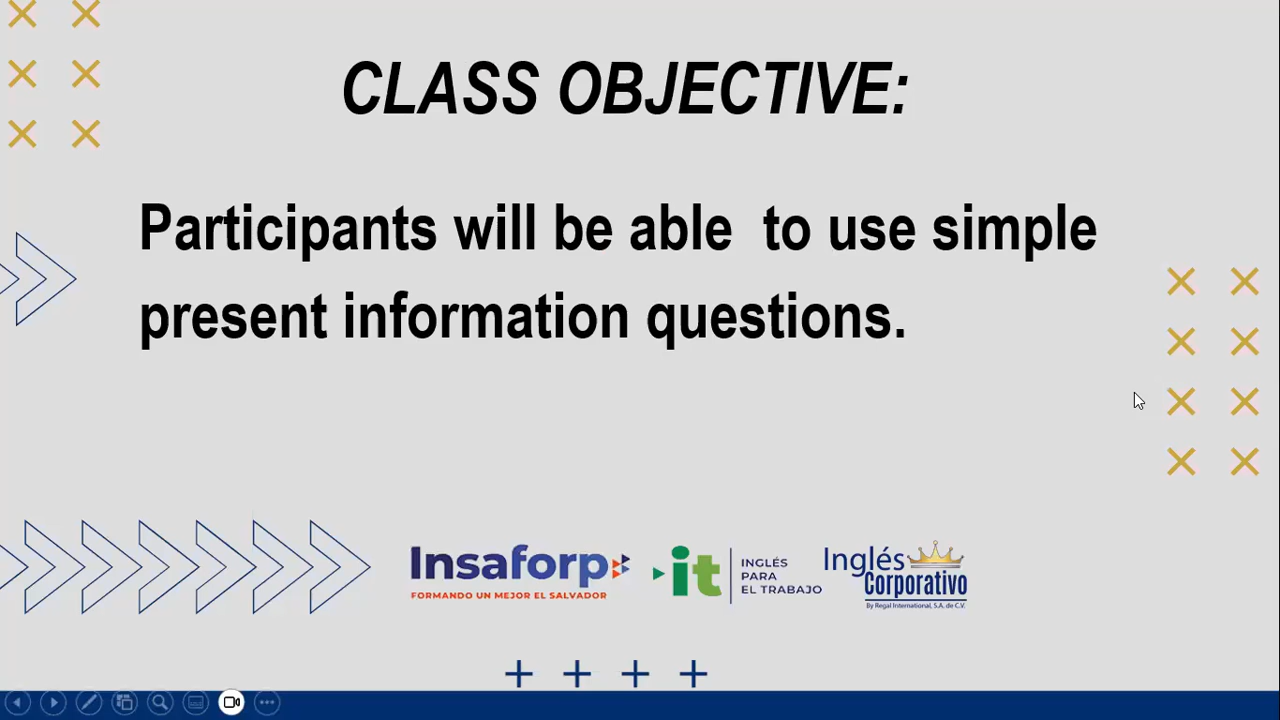 CLASS OBJECTIVE:
Participants will be able  to use simple
present information questions.
Insaforp
FORMANDO UN MEJOR EL SALVADOR
it
INGLÉS
PARA
EL TRABAJO
Inglés
Corporativo
By Regal International, S.A. de C.V.